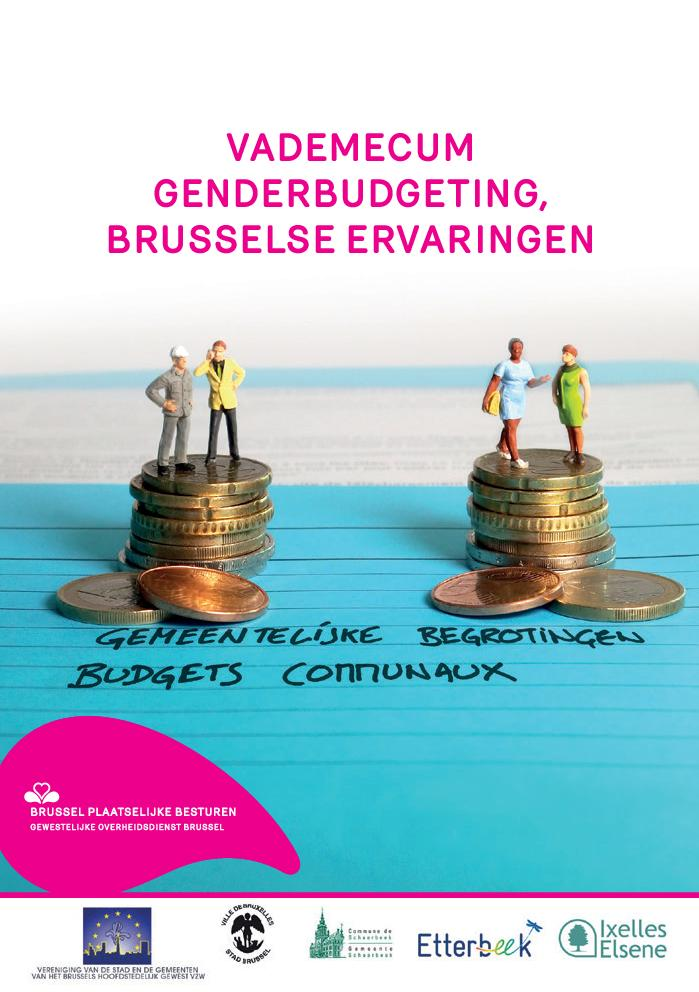 VADEMECUM
GENDERBUDGETING,
BRUSSELSE ERVARINGEN
GEMEENTELIJKE BEGROTINGEN
BUDGETS COMMUNAUX
BRUSSEL PLAATSELIJKE BESTUREN
GEWESTELIJKE OVERHEIDSDIENST BRUSSEL
VERENIGING VAN DE STAD EN DE GEMEENTEN
VAN HET BRUSSELS HOOFDSTEDELIJK GEWEST VZW
VILLE DE BRUXELLES
STAD BRUSSEL
Commune de
Schaerbeek
Gemeente
Schaarbeek
Etterbeek
Ixelles
Elsene